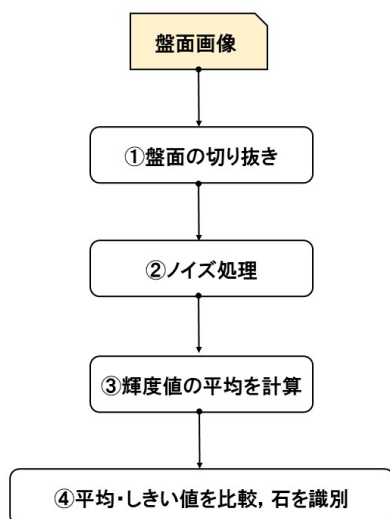 盤面画像
①盤面の切り抜き
②ノイズ処理
③輝度値の平均を計算
④平均・しきい値を比較, 石を識別